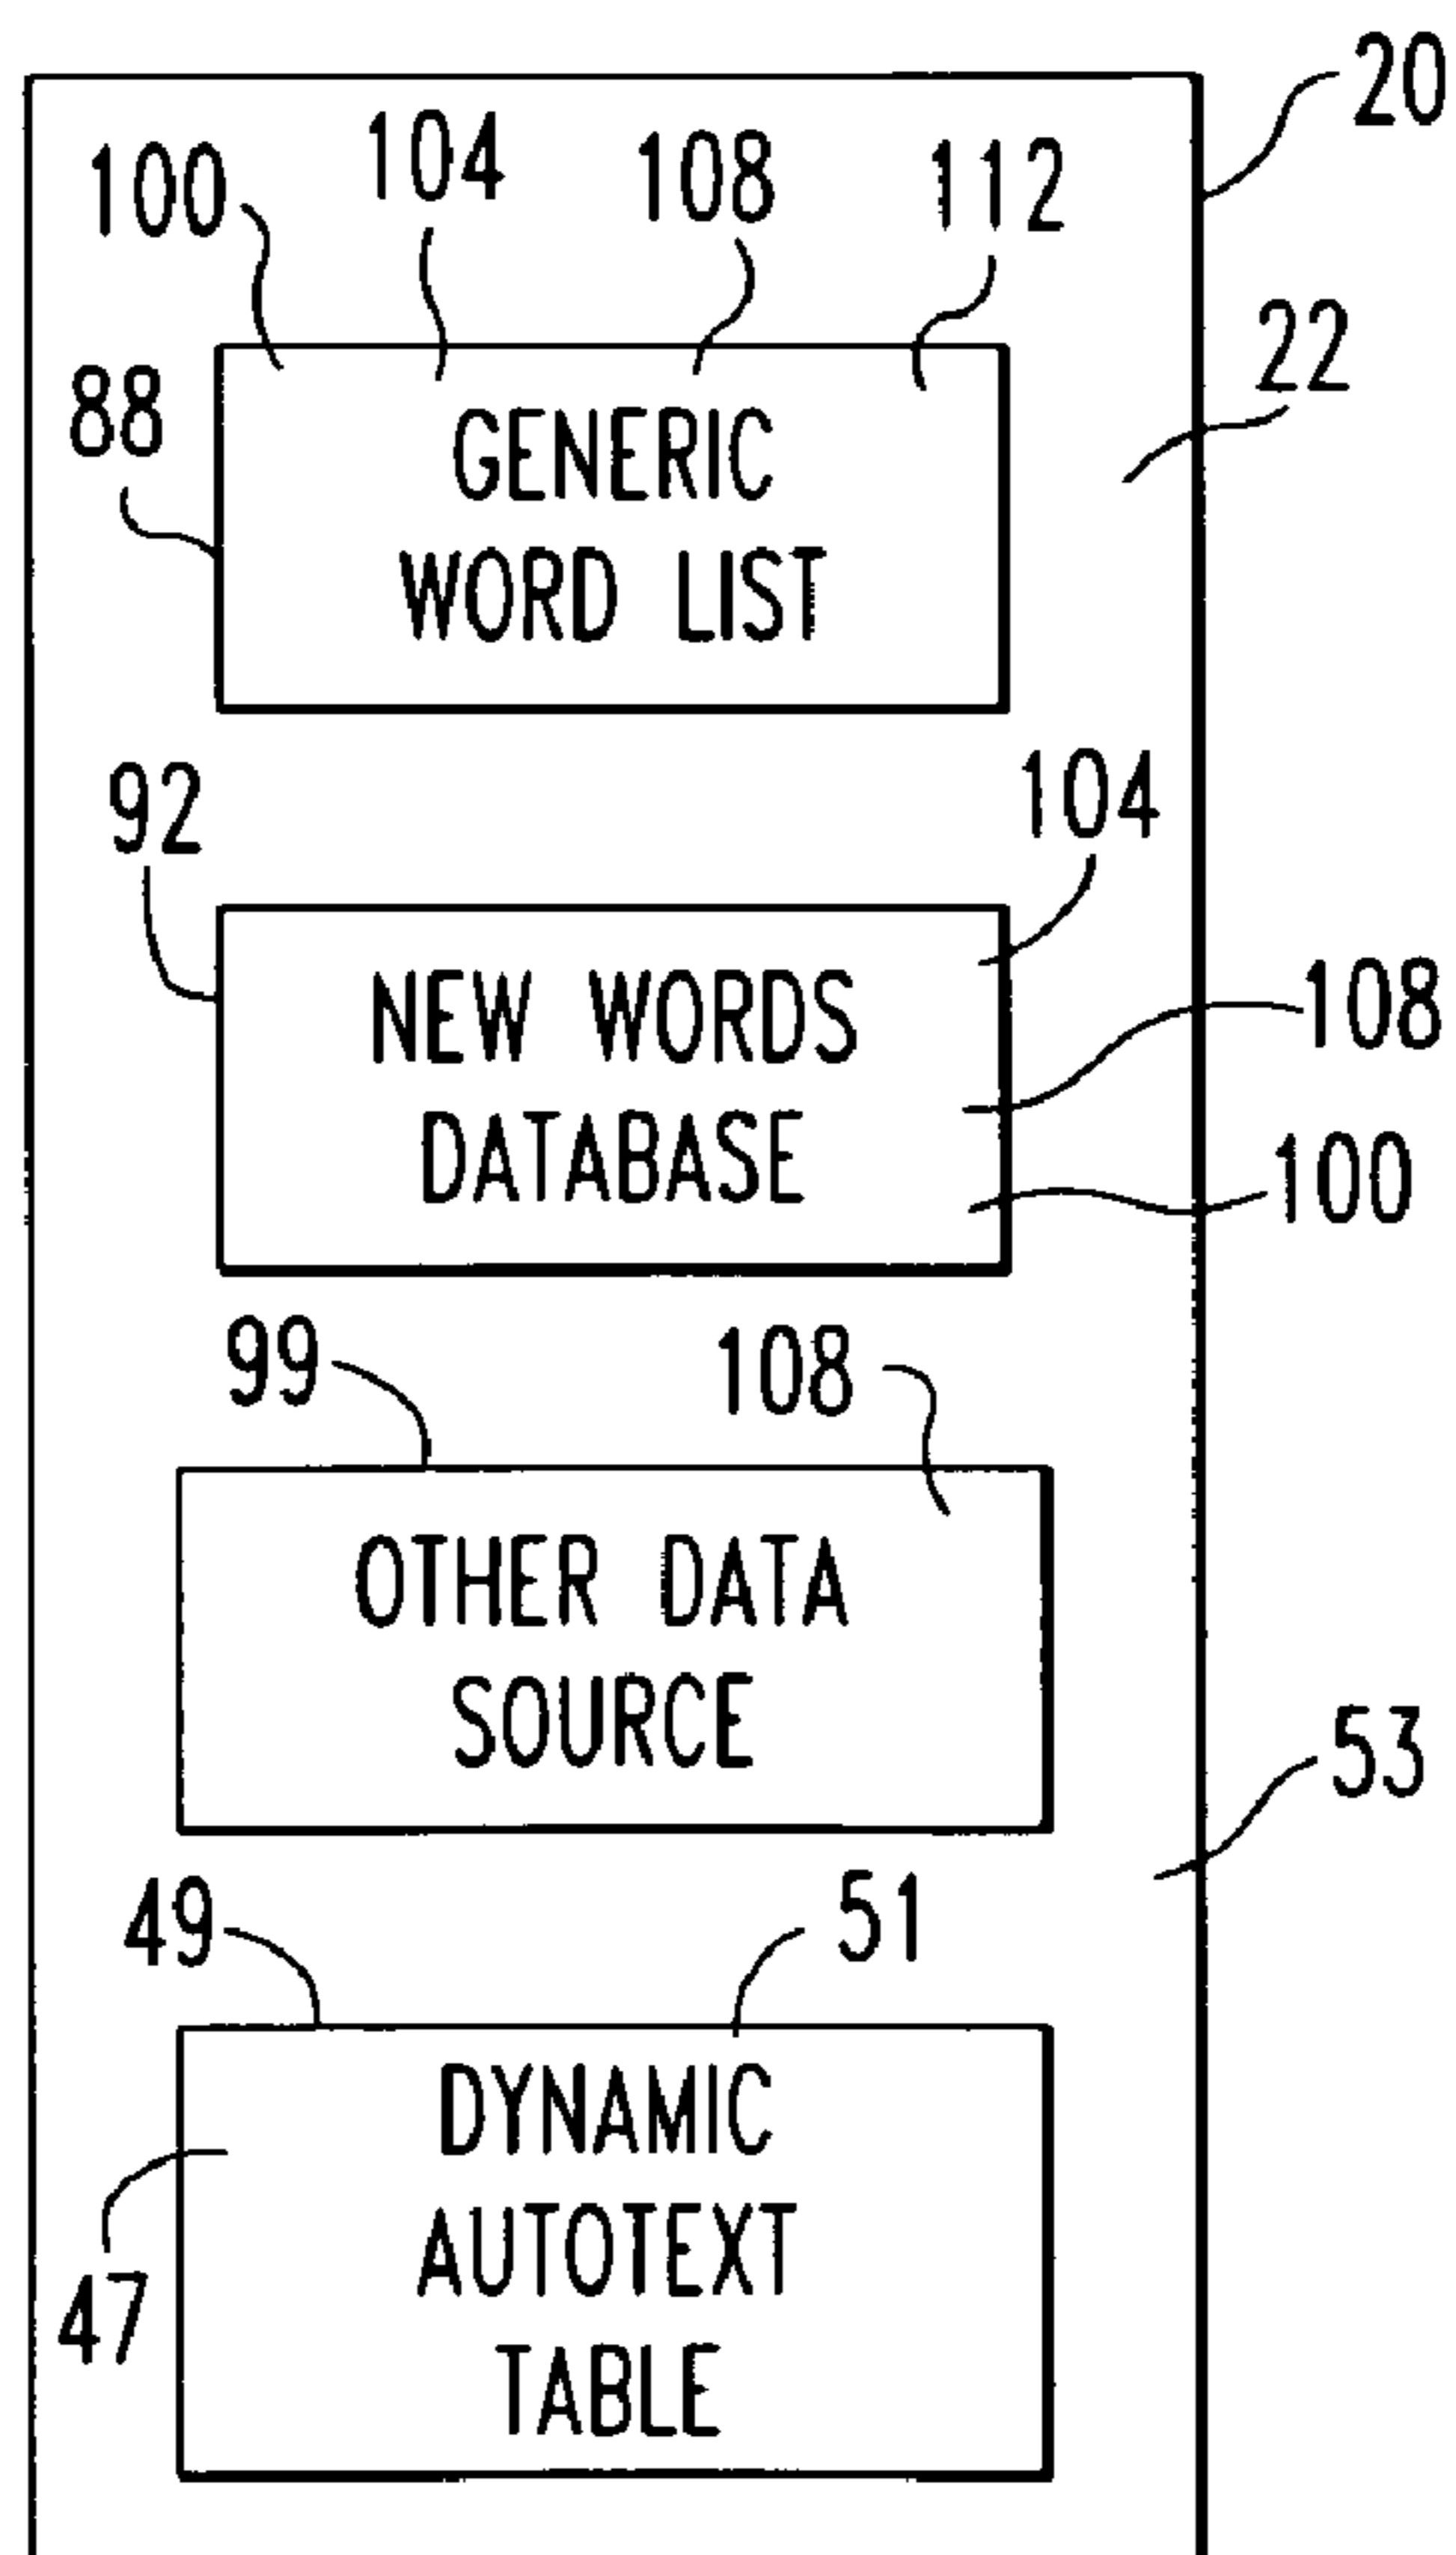 20
100 104 108 112
22
88
GENERIC
WORD LIST
104
92
NEW WORDS
DATABASE
108
100
99 108
OTHER DATA
SOURCE
53
49 51
DYNAMIC
AUTOTEXT
TABLE
47